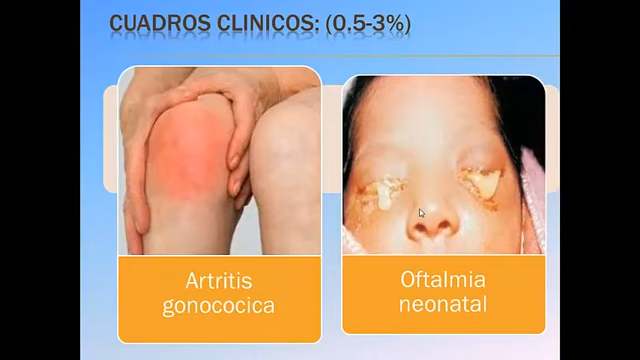 CUADROS CLINICOS: (0.5-3%)
Artritis
gonococica
Oftalmia
neonatal